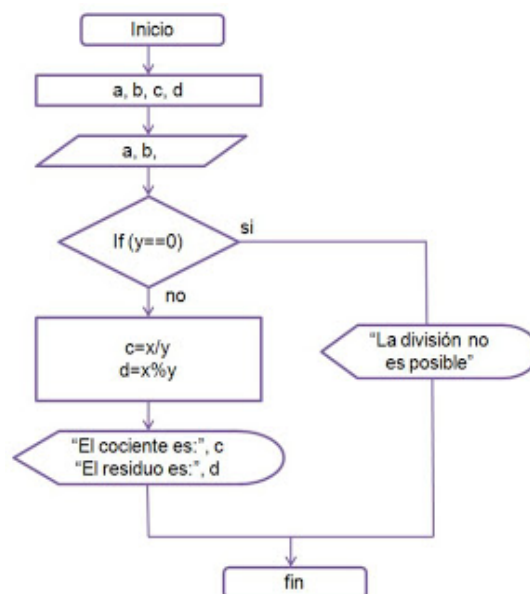 Inicio
a, b, c, d
a, b,
If (y==0)
si
no
c=x/y
d=x%y
“La división no
es posible”
“El cociente es:”, c
“El residuo es:”, d
fin